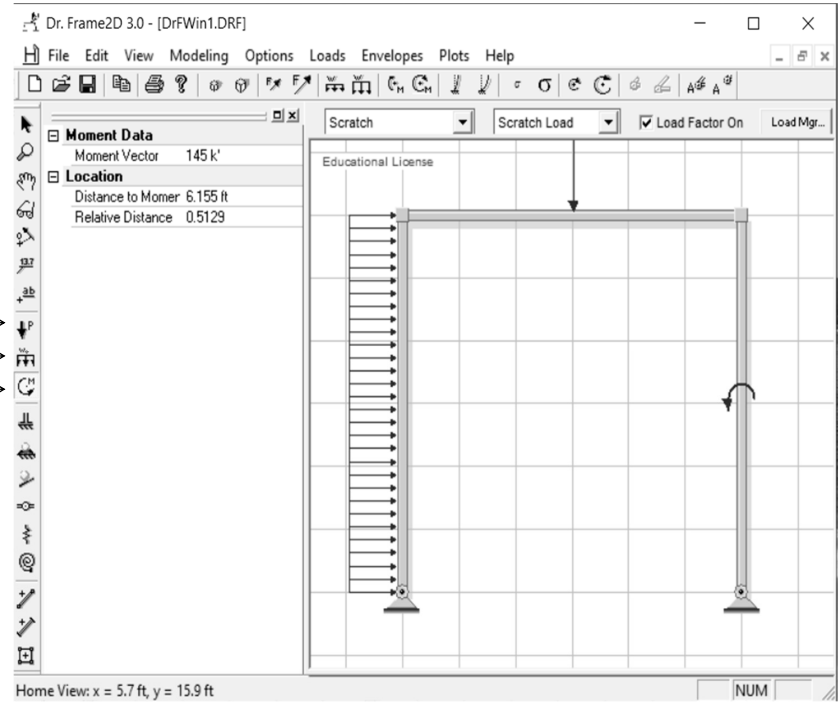 Dr. Frame2D 3.0 - [DrFWin1.DRF]
File Edit View Modeling Options Loads Envelopes Plots Help
Moment Data
Moment Vector 145 k'
Location
Distance to Momer 6.155 ft
Relative Distance 0.5129
Scratch Scratch Load Load Factor On Load Mgr...
Educational License
Home View: x = 5.7 ft, y = 15.9 ft NUM